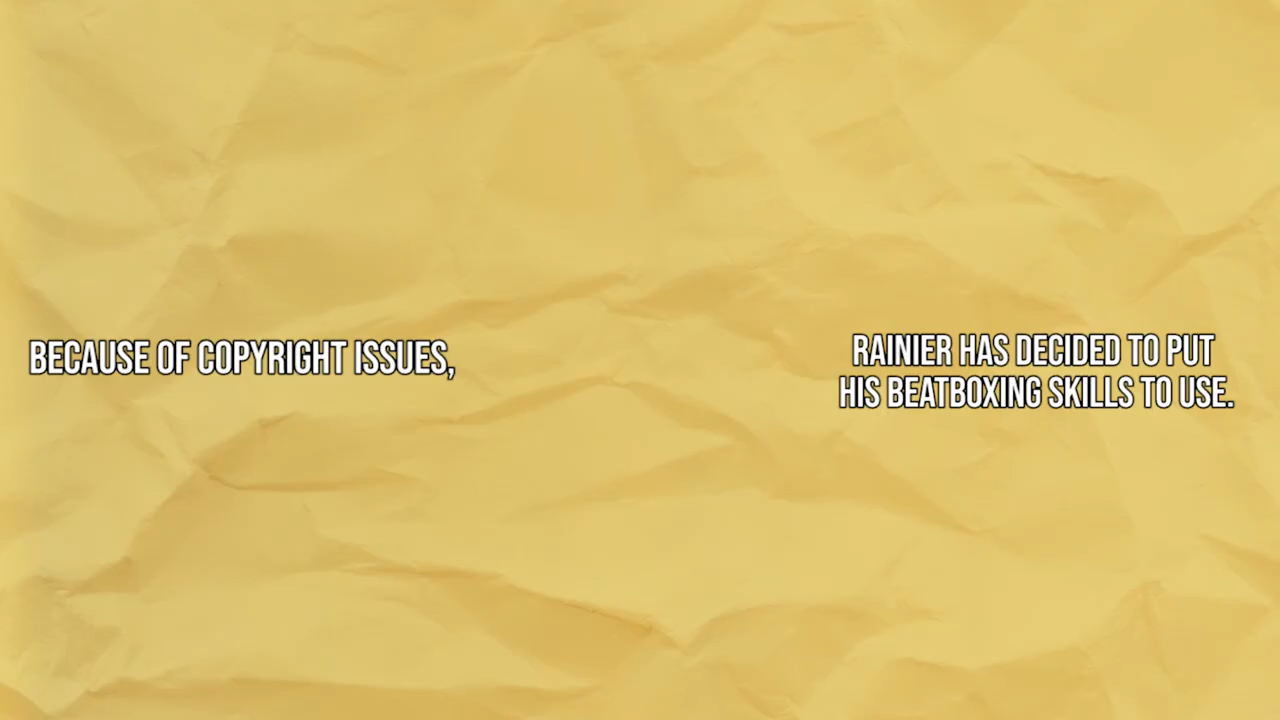 BECAUSE OF COPYRIGHT ISSUES,
RAINIER HAS DECIDED TO PUT
HIS BEATBOXING SKILLS TO USE.